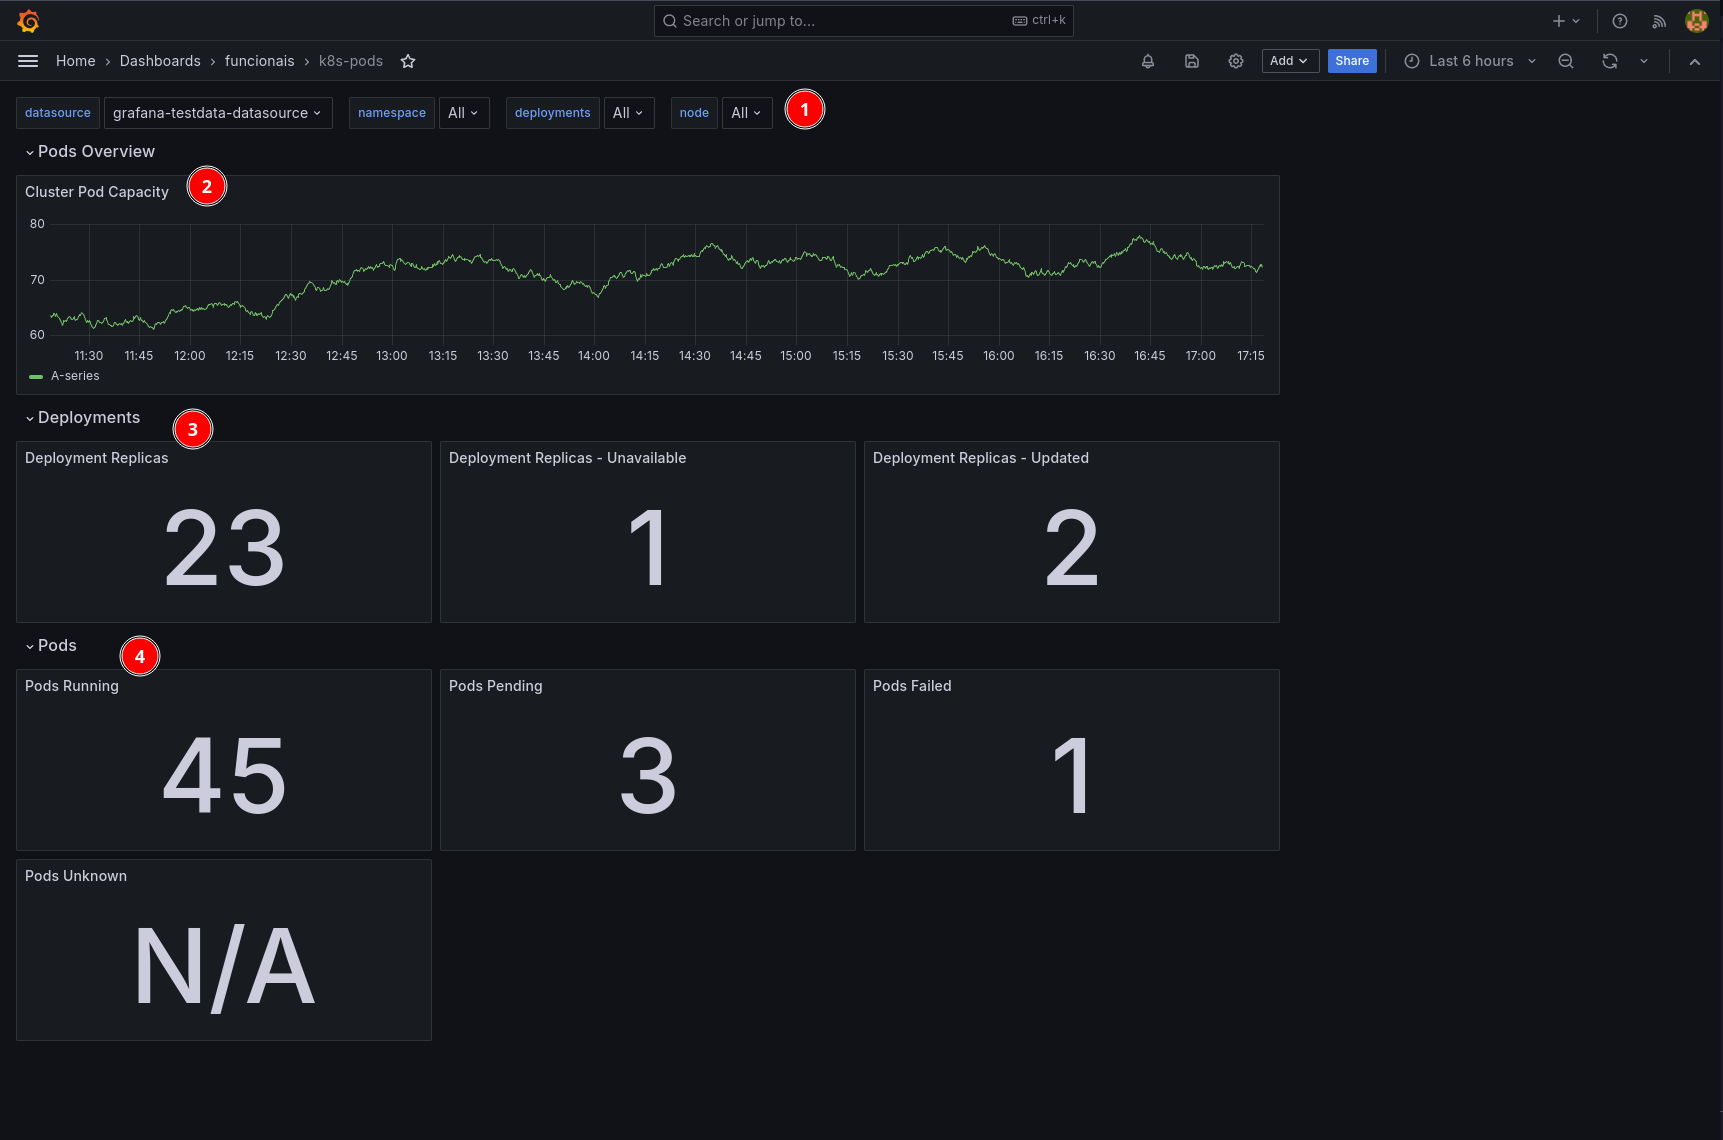 Search or jump to... ctrl+k
Home › Dashboards › funcionais › k8s-pods Add Share Last 6 hours
datasource grafana-testdata-datasource namespace All deployments All node All 1
Pods Overview
Cluster Pod Capacity 2
80
70
60
11:30 11:45 12:00 12:15 12:30 12:45 13:00 13:15 13:30 13:45 14:00 14:15 14:30 14:45 15:00 15:15 15:30 15:45 16:00 16:15 16:30 16:45 17:00 17:15
A-series
Deployments 3
Deployment Replicas Deployment Replicas - Unavailable Deployment Replicas - Updated
23 1 2
Pods 4
Pods Running Pods Pending Pods Failed
45 3 1
Pods Unknown
N/A